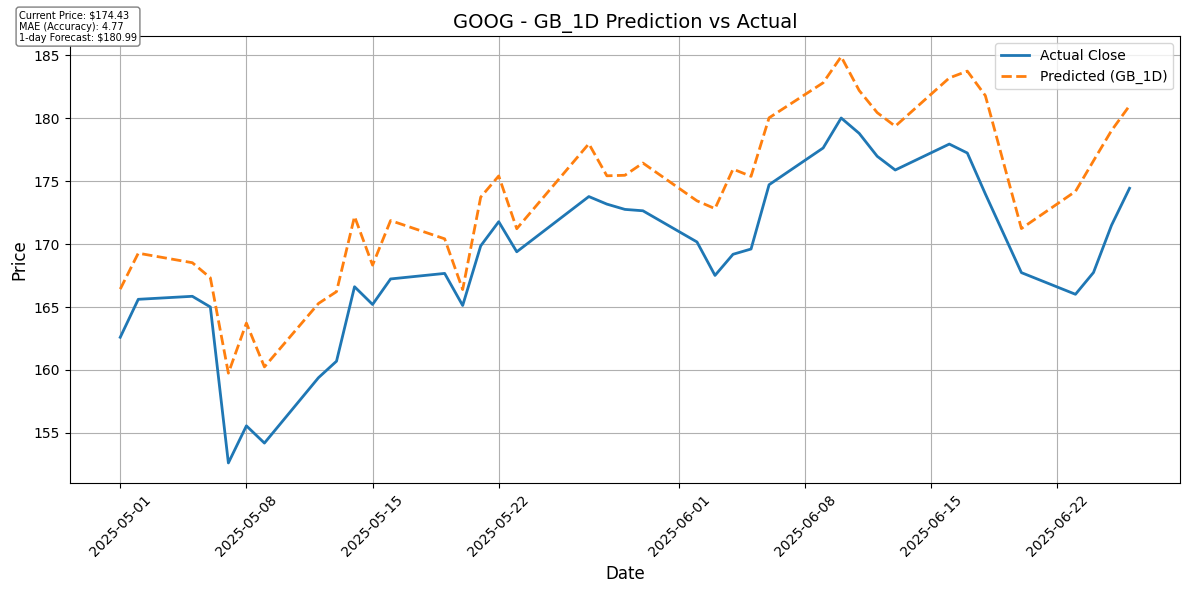 Current Price: $174.43
MAE (Accuracy): 4.77
1-day Forecast: $180.99
GOOG - GB_1D Prediction vs Actual
Actual Close
Predicted (GB_1D)
Price
185
180
175
170
165
160
155
2025-05-01
2025-05-08
2025-05-15
2025-05-22
2025-06-01
2025-06-08
2025-06-15
2025-06-22
Date